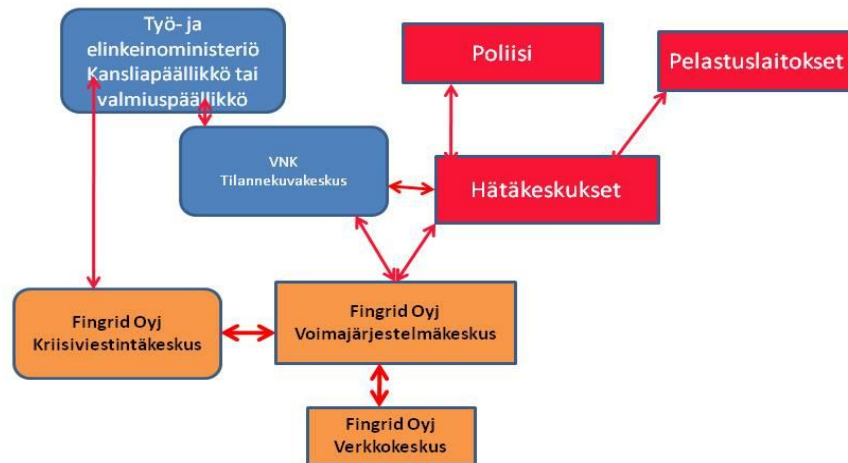 Työ- ja
elinkeinoministeriö
Kansliapäällikkö tai
valmiuspäällikkö
Poliisi
Pelastuslaitokset
VNK
Tilannekuvakeskus
Hätäkeskukset
Fingrid Oyj
Kriisiviestintäkeskus
Fingrid Oyj
Voimajärjestelmäkeskus
Fingrid Oyj
Verkkokeskus